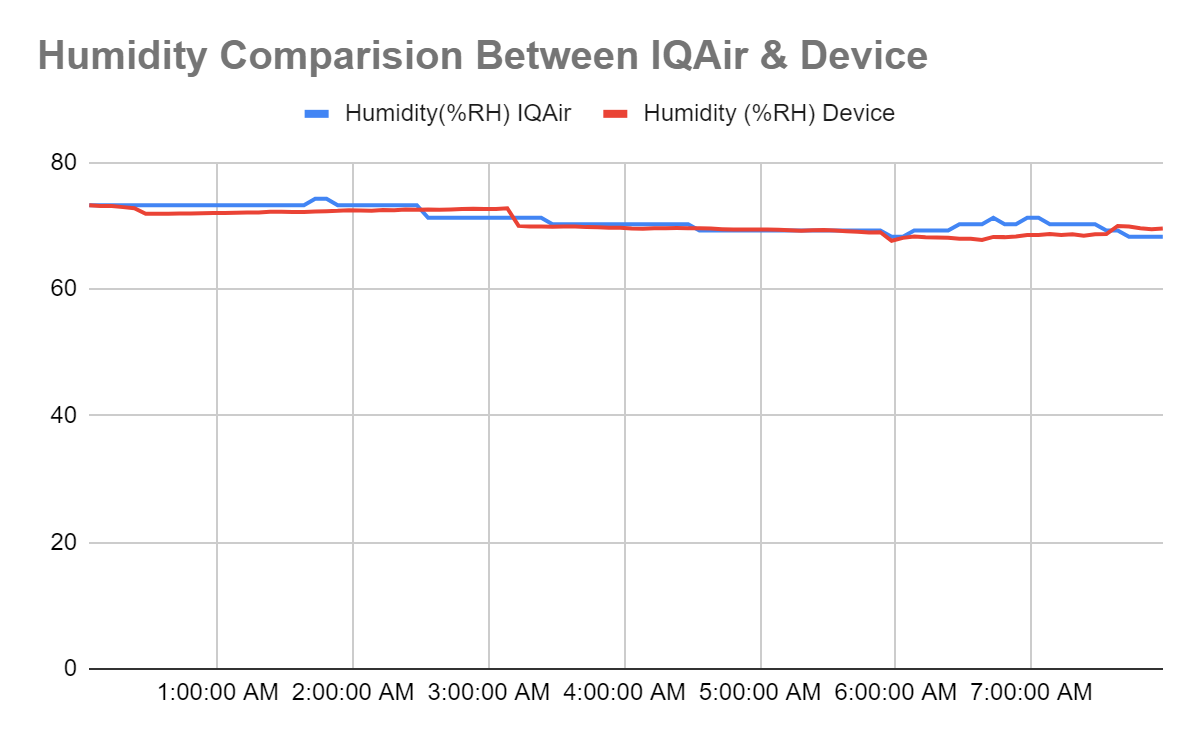 Humidity Comparision Between IQAir & Device
Humidity(%RH) IQAir Humidity (%RH) Device
80
60
40
20
0
1:00:00 AM 2:00:00 AM 3:00:00 AM 4:00:00 AM 5:00:00 AM 6:00:00 AM 7:00:00 AM